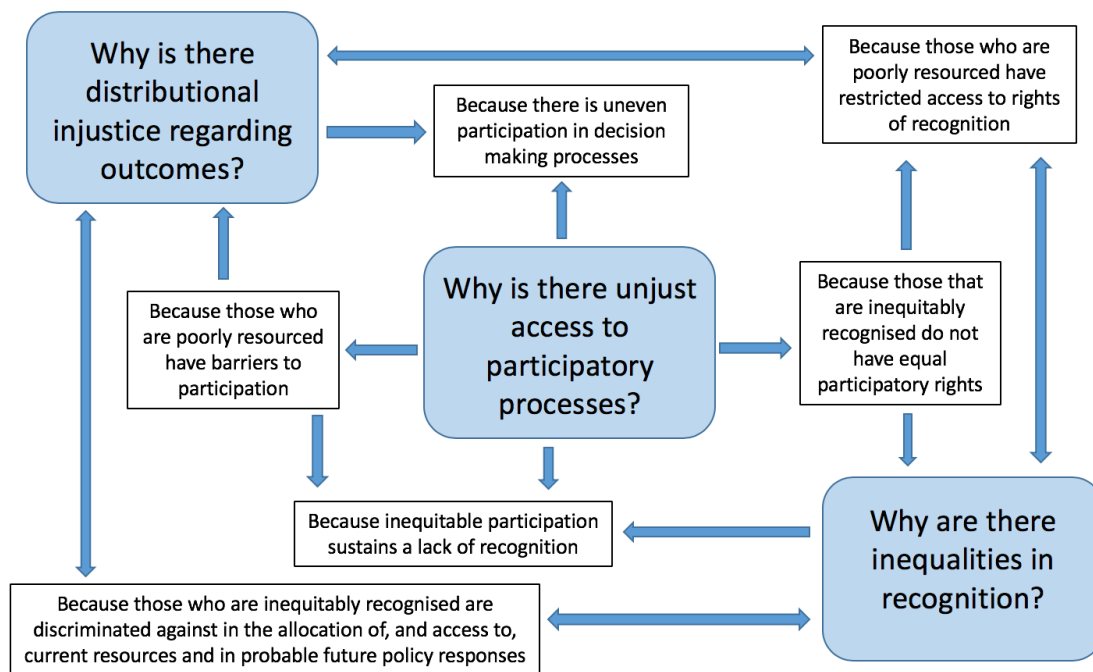 Why is there
distributional
injustice regarding
outcomes?
Because there is uneven
participation in decision
making processes
Because those who are
poorly resourced have
restricted access to rights
of recognition
Because those who
are poorly resourced
have barriers to
participation
Why is there unjust
access to
participatory
processes?
Because those that
are inequitably
recognised do not
have equal
participatory rights
Because inequitable participation
sustains a lack of recognition
Why are there
inequalities in
recognition?
Because those who are inequitably recognised are
discriminated against in the allocation of, and access to,
current resources and in probable future policy responses